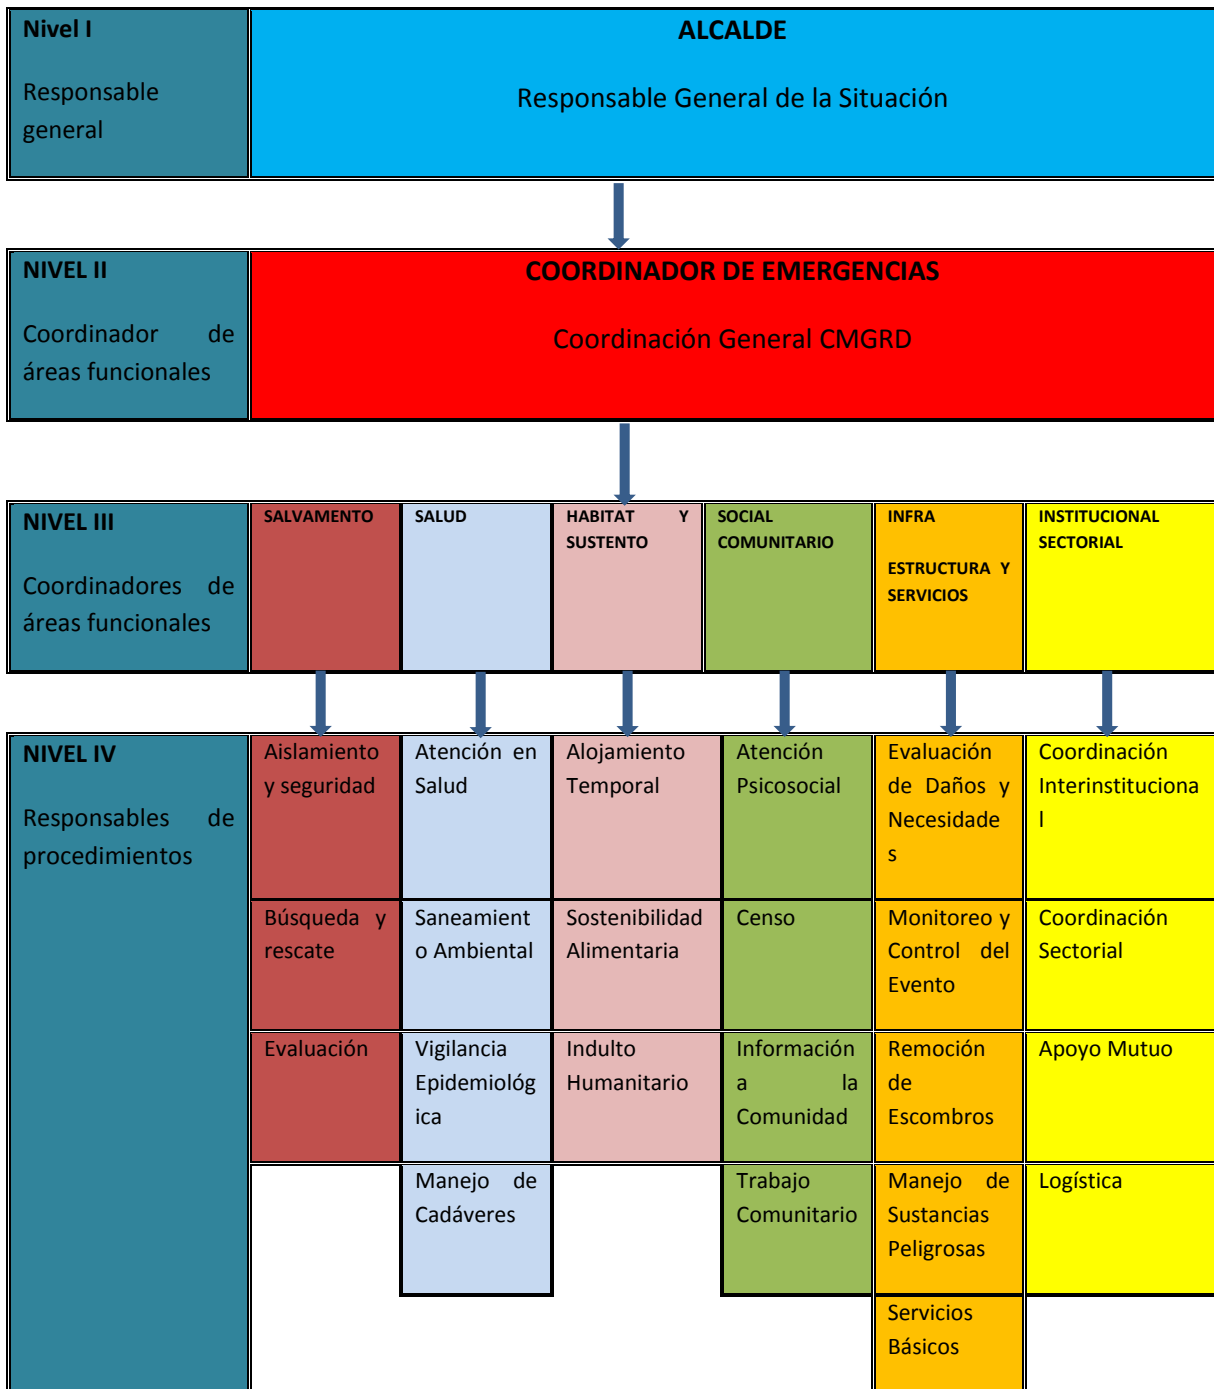 Nivel I
Responsable
general
ALCALDE
Responsable General de la Situación
NIVEL II
Coordinador de
áreas funcionales
COORDINADOR DE EMERGENCIAS
Coordinación General CMGRD
NIVEL III
Coordinadores de
áreas funcionales
SALVAMENTO
SALUD
HABITAT Y
SUSTENTO
SOCIAL
COMUNITARIO
INFRA
ESTRUCTURA Y
SERVICIOS
INSTITUCIONAL
SECTORIAL
NIVEL IV
Responsables de
procedimientos
Aislamiento
y seguridad
Atención en
Salud
Alojamiento
Temporal
Atención
Psicosocial
Evaluación
de Daños y
Necesidade
s
Coordinación
Interinstituciona
l
Búsqueda y
rescate
Saneamient
o Ambiental
Sostenibilidad
Alimentaria
Censo
Monitoreo y
Control del
Evento
Coordinación
Sectorial
Evaluación
Vigilancia
Epidemiológ
ica
Indulto
Humanitario
Información
a la
Comunidad
Remoción
de
Escombros
Apoyo Mutuo
Manejo de
Cadáveres
Trabajo
Comunitario
Manejo de
Sustancias
Peligrosas
Logística
Servicios
Básicos